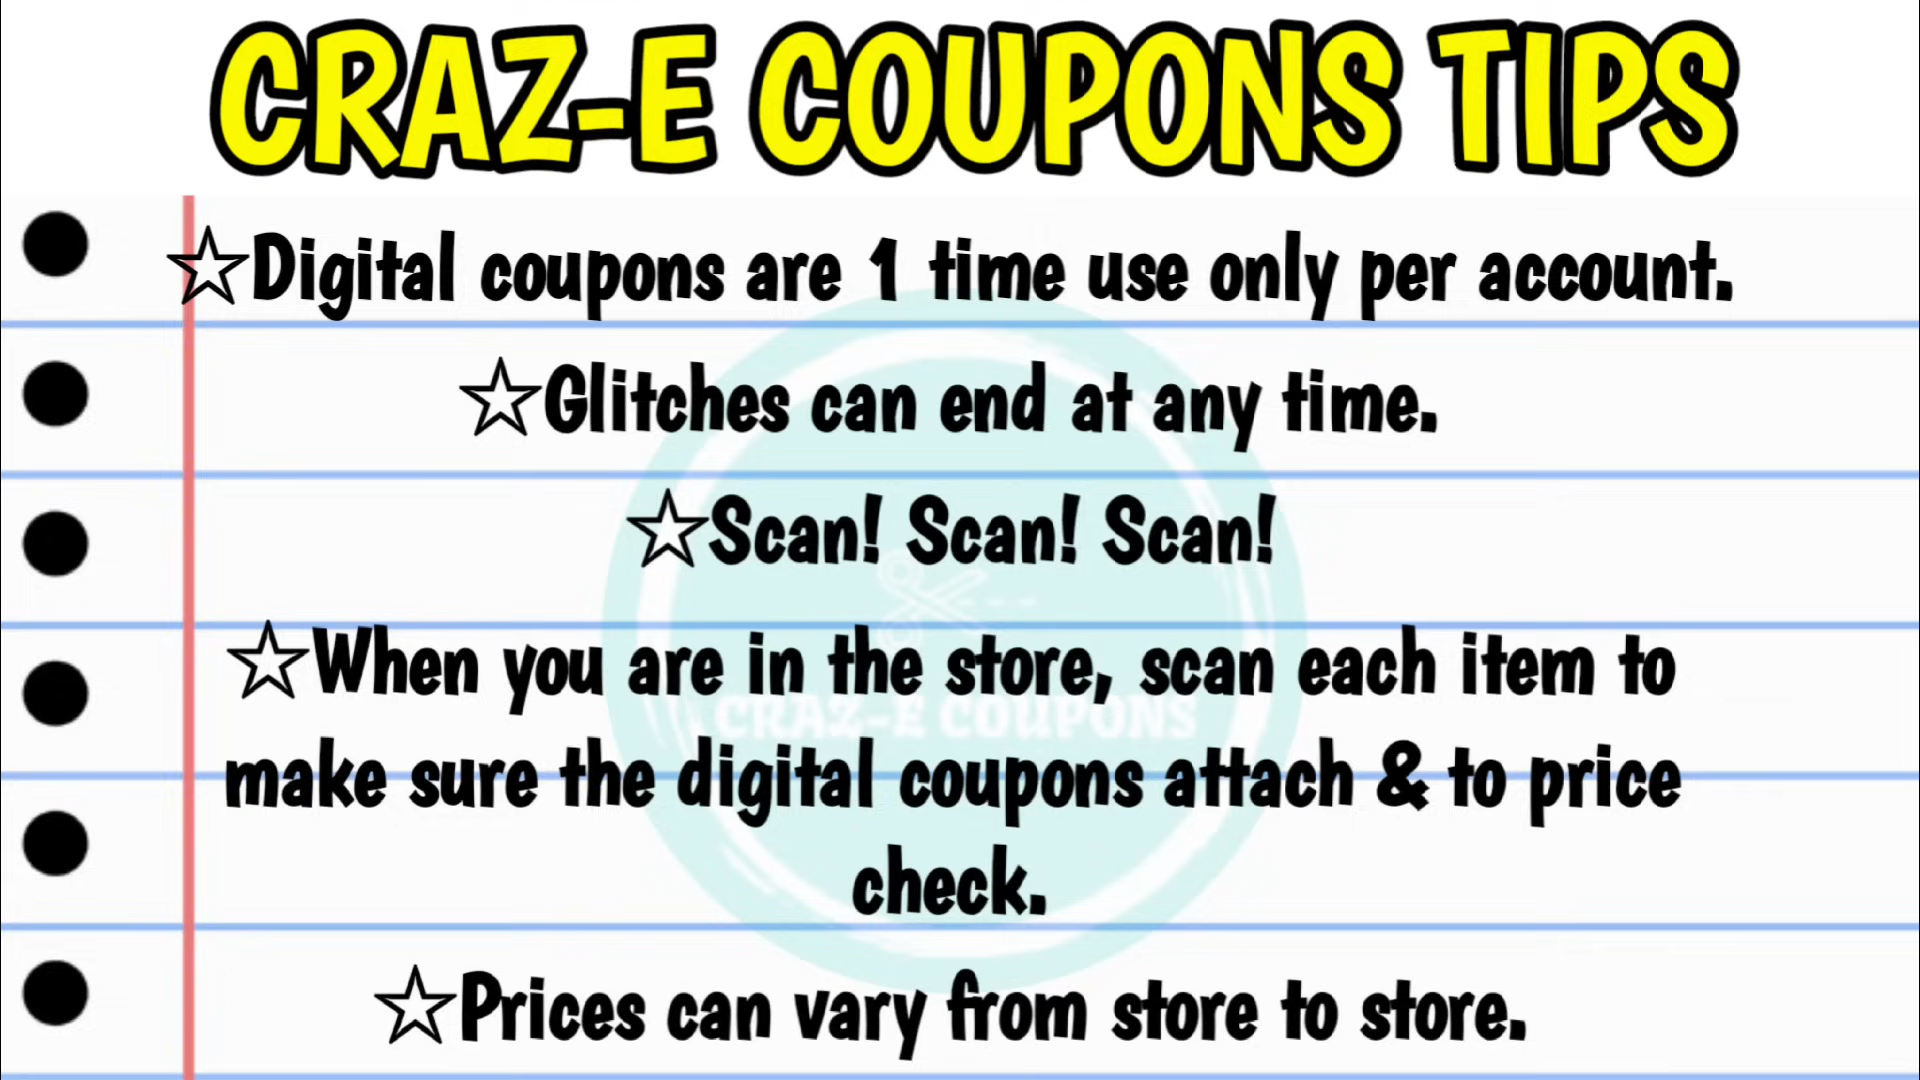 CRAZ-E COUPONS TIPS
☆Digital coupons are 1 time use only per account.
☆Glitches can end at any time.
☆Scan! Scan! Scan!
☆When you are in the store, scan each item to
make sure the digital coupons attach & to price
check.
CRAZ-E COUPONS
☆Prices can vary from store to store.